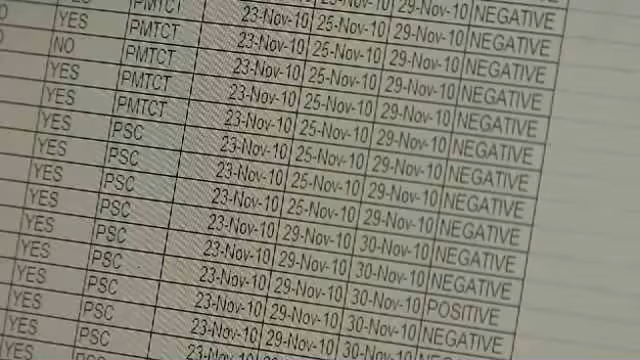 29-Nov-10 NEGATIVE
YES PMTCT 23-Nov-10 25-Nov-10 29-Nov-10 NEGATIVE
YES PMTCT 23-Nov-10 25-Nov-10 29-Nov-10 NEGATIVE
NO PMTCT 23-Nov-10 25-Nov-10 29-Nov-10 NEGATIVE
YES PMTCT 23-Nov-10 25-Nov-10 29-Nov-10 NEGATIVE
YES PMTCT 23-Nov-10 25-Nov-10 29-Nov-10 NEGATIVE
YES PSC 23-Nov-10 25-Nov-10 29-Nov-10 NEGATIVE
YES PSC 23-Nov-10 25-Nov-10 29-Nov-10 NEGATIVE
YES PSC 23-Nov-10 25-Nov-10 29-Nov-10 NEGATIVE
YES PSC 23-Nov-10 29-Nov-10 30-Nov-10 NEGATIVE
YES PSC 23-Nov-10 29-Nov-10 30-Nov-10 NEGATIVE
YES PSC 23-Nov-10 29-Nov-10 30-Nov-10 POSITIVE
YES PSC 23-Nov-10 29-Nov-10 30-Nov-10 NEGATIVE
YES PSC 23-Nov-10 29-Nov-10 30-Nov-10
YES PSC 23-Nov-10